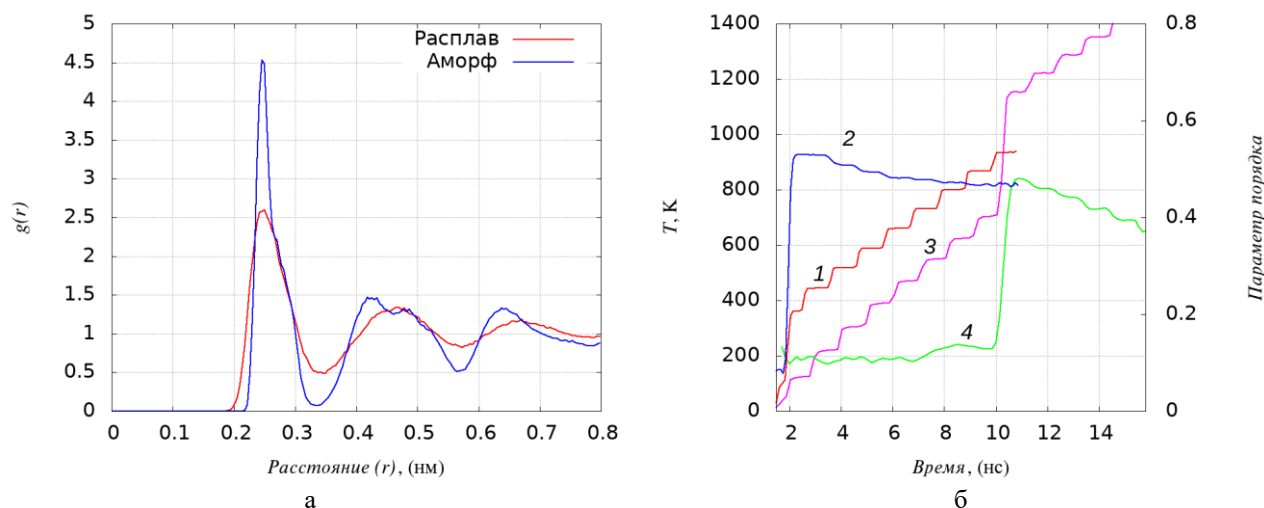 Расплав
Аморф
4.5
4
3.5
3
2.5
2
1.5
1
0.5
0
g(r)
0 0.1 0.2 0.3 0.4 0.5 0.6 0.7 0.8
Расстояние (r), (нм)
а
1400
1200
1000
800
600
400
200
0
T, K
0.8
0.6
0.4
0.2
0
Параметр порядка
2
1
3
4
2 4 6 8 10 12 14
Время, (нс)
б